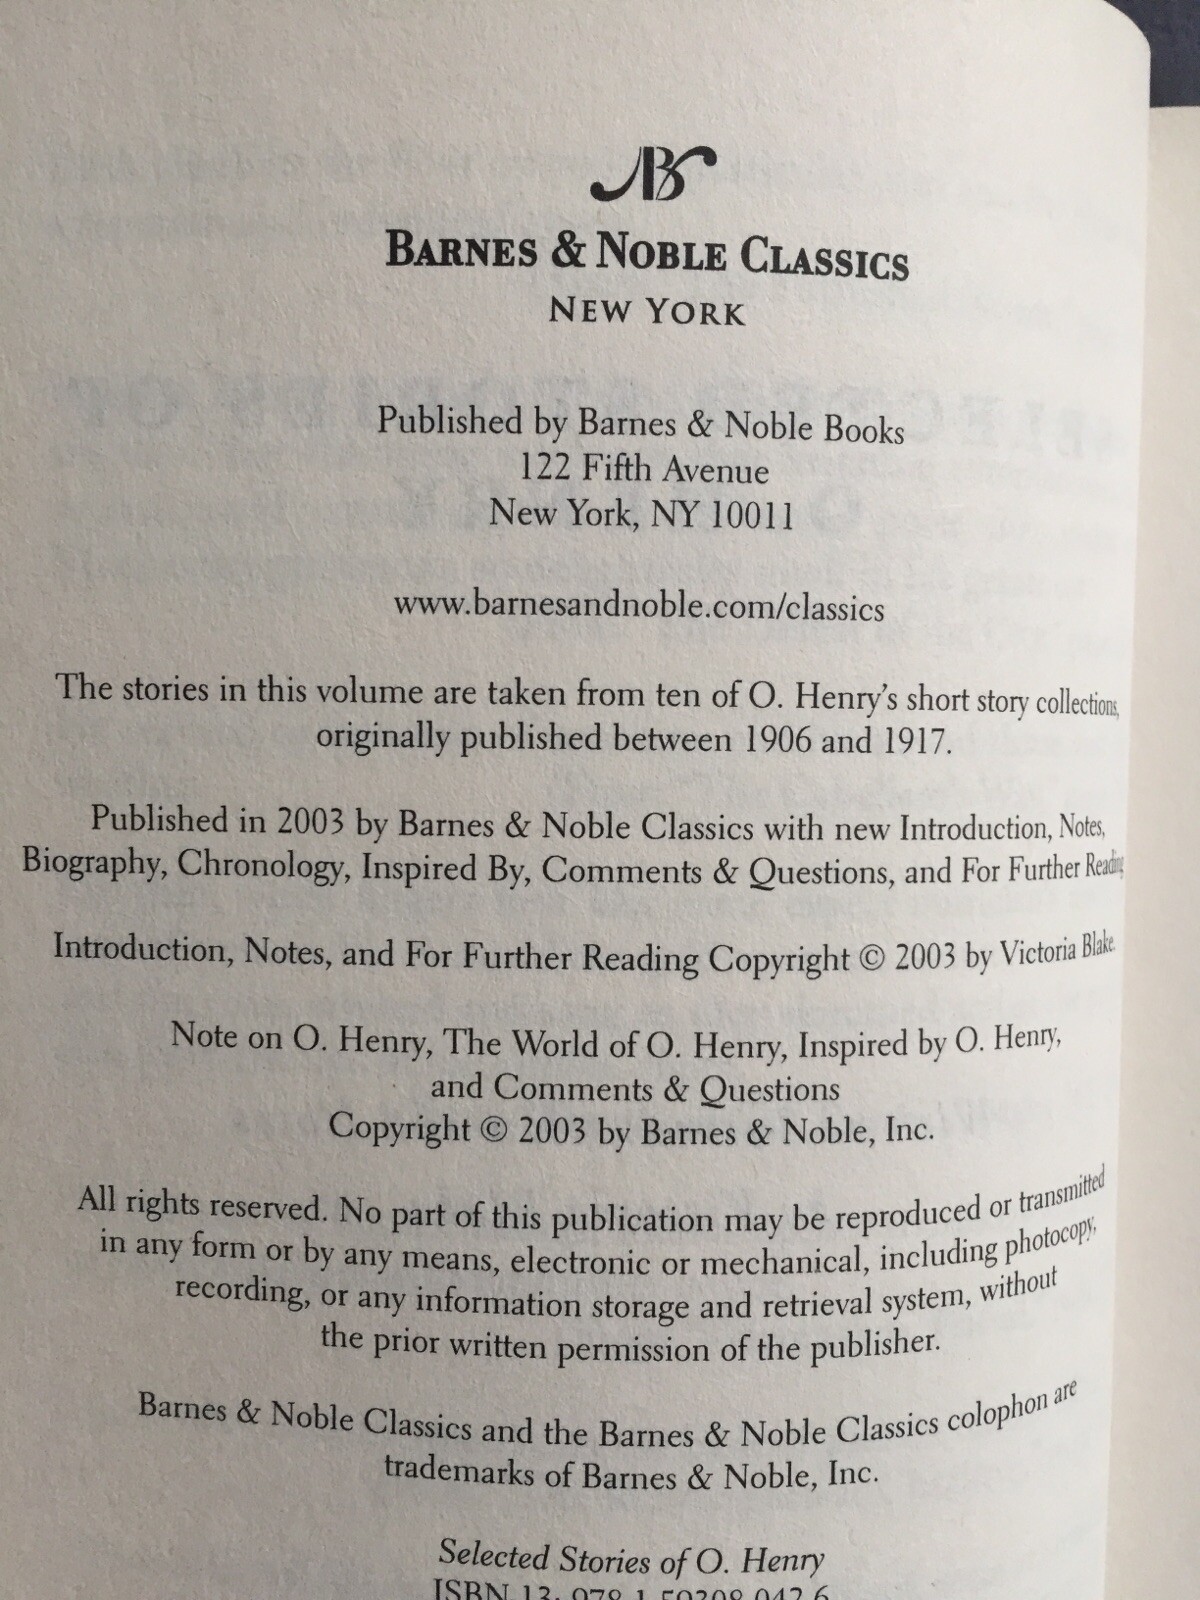 BARNES & NOBLE CLASSICS
NEW YORK
Published by Barnes & Noble Books
122 Fifth Avenue
New York, NY 10011
www.barnesandnoble.com/classics
The stories in this volume are taken from ten of O. Henry's short story collections,
originally published between 1906 and 1917.
Published in 2003 by Barnes & Noble Classics with new Introduction, Notes,
Biography, Chronology, Inspired By, Comments & Questions, and For Further Reading
Introduction, Notes, and For Further Reading Copyright © 2003 by Victoria Blake.
Note on O. Henry, The World of O. Henry, Inspired by O. Henry,
and Comments & Questions
Copyright © 2003 by Barnes & Noble, Inc.
All rights reserved. No part of this publication may be reproduced or transmitted
in any form or by any means, electronic or mechanical, including photocopy,
recording, or any information storage and retrieval system, without
the prior written permission of the publisher.
Barnes & Noble Classics and the Barnes & Noble Classics colophon are
trademarks of Barnes & Noble, Inc.
Selected Stories of O. Henry
ISBN 13: 978-1-59308-042-6